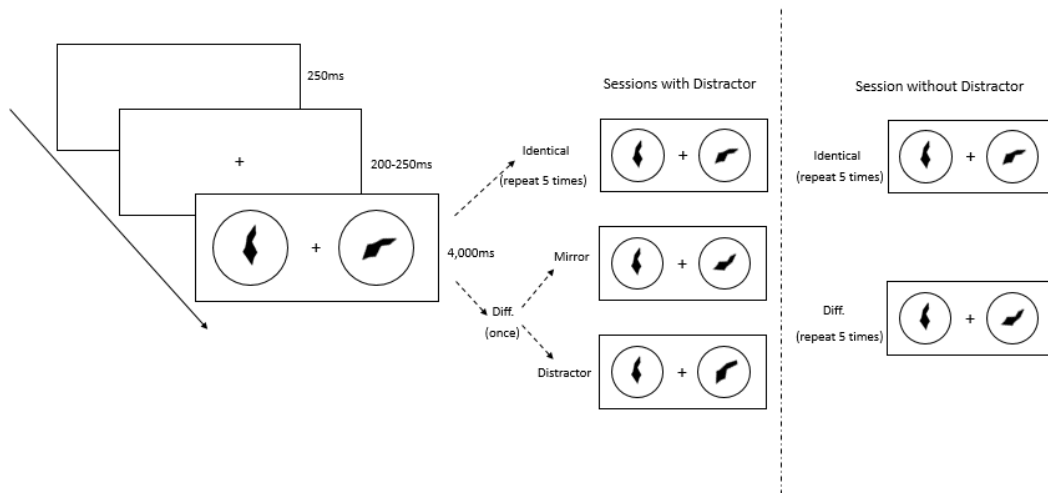 250ms
+
200-250ms
+
4,000ms
Sessions with Distractor
Identical
(repeat 5 times)
+
Mirror
+
Diff.
(once)
Distractor
+
Session without Distractor
Identical
(repeat 5 times)
+
Diff.
(repeat 5 times)
+